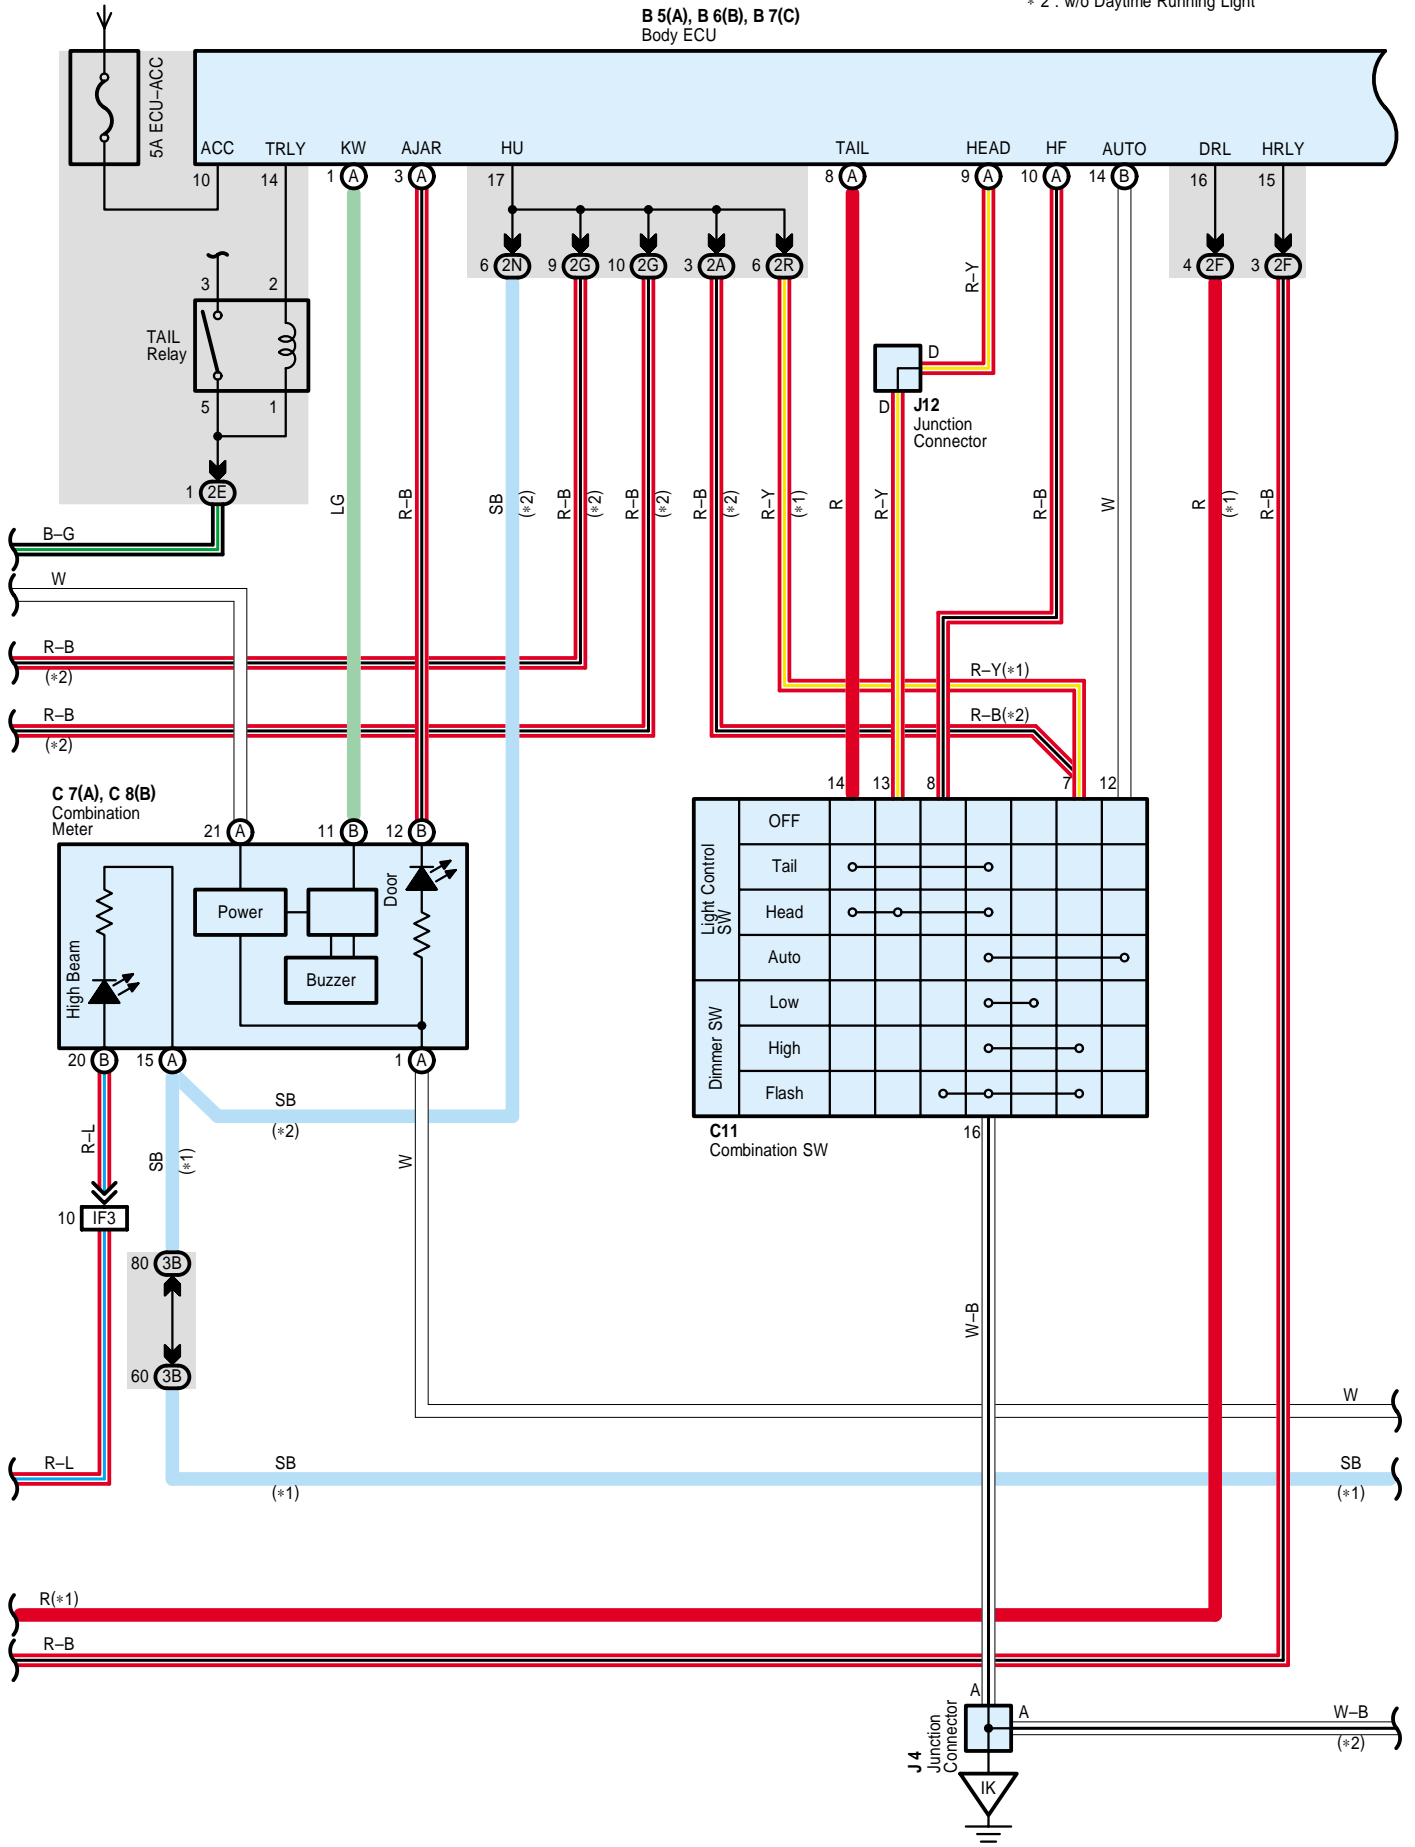 * 2 : w/o Daytime Running Light
B 5(A), B 6(B), B 7(C)
Body ECU
5A ECU–ACC
ACC
TRLY
KW
AJAR
HU
TAIL
HEAD
HF
AUTO
DRL
HRLY
10
14
1 A
3 A
17
8 A
9 A
10 A
14 B
16
15
6 2N
9 2G
10 2G
3 2A
6 2R
4 2F
3 2F
3
2
TAIL
Relay
5
1
1 2E
R–Y
D
D
J12
Junction
Connector
LG
R–B
SB
(*2)
R–B
(*2)
R–B
(*2)
R–B
(*2)
R–Y
(*1)
R
R–Y
R–B
W
R
(*1)
R–B
B–G
W
R–B
(*2)
R–B
(*2)
R–Y(*1)
R–B(*2)
C 7(A), C 8(B)
Combination
Meter
21 A
11 B
12 B
14
13
8
7
12
High Beam
Power
Buzzer
Door
Light Control
SW
OFF
Tail
Head
Auto
Dimmer SW
Low
High
Flash
20 B
15 A
1 A
C11
Combination SW
16
SB
(*2)
R–L
SB
(*1)
W
10 IF3
80 3B
60 3B
W–B
W
R–L
SB
(*1)
SB
(*1)
R(*1)
R–B
A
A
J 4
Junction
Connector
W–B
(*2)
IK